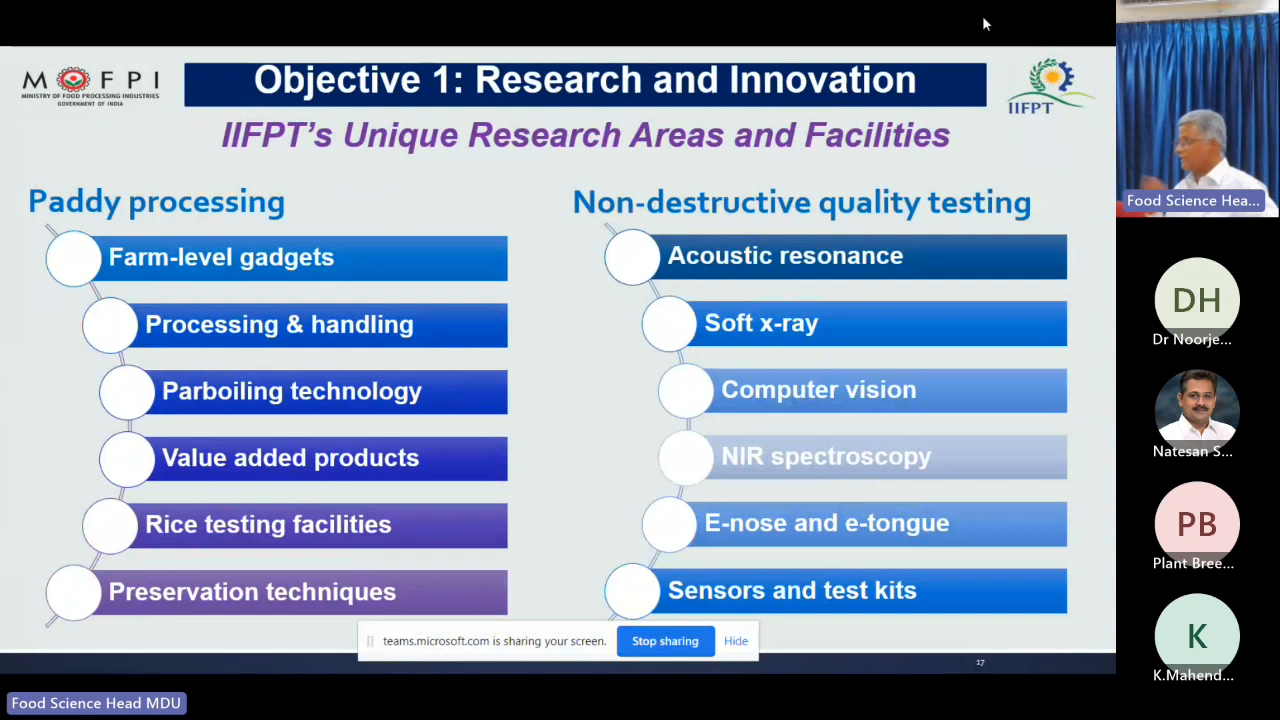 M FPI
MINISTRY OF FOOD PROCESSING INDUSTRIES
GOVERNMENT OF INDIA
Objective 1: Research and Innovation
IIFPT
IIFPT's Unique Research Areas and Facilities
Paddy processing
Farm-level gadgets
Processing & handling
Parboiling technology
Value added products
Rice testing facilities
Preservation techniques
Non-destructive quality testing
Acoustic resonance
Soft x-ray
Computer vision
NIR spectroscopy
E-nose and e-tongue
Sensors and test kits
teams.microsoft.com is sharing your screen.
Stop sharing
Hide
17
Food Science Head MDU
Food Science Hea...
DH
Dr Noorje...
Natesan S...
PB
Plant Bree...
K
K.Mahend...